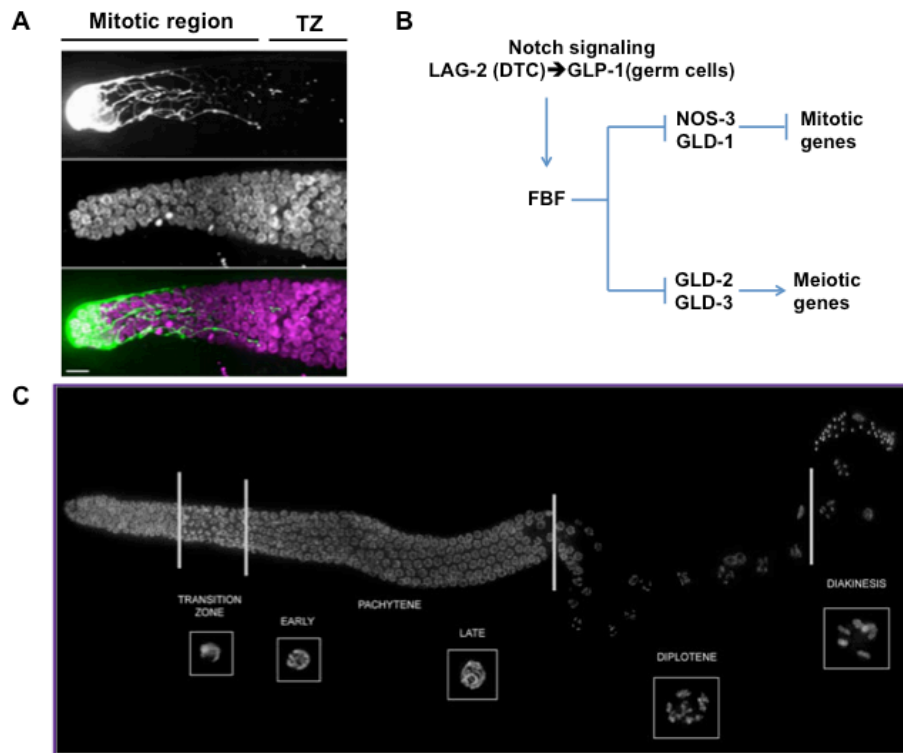 A
Mitotic region
TZ
B
Notch signaling
LAG-2 (DTC)➔GLP-1(germ cells)
NOS-3
GLD-1
Mitotic
genes
FBF
GLD-2
GLD-3
Meiotic
genes
C
TRANSITION
ZONE
EARLY
PACHYTENE
LATE
DIPLOTENE
DIAKINESIS